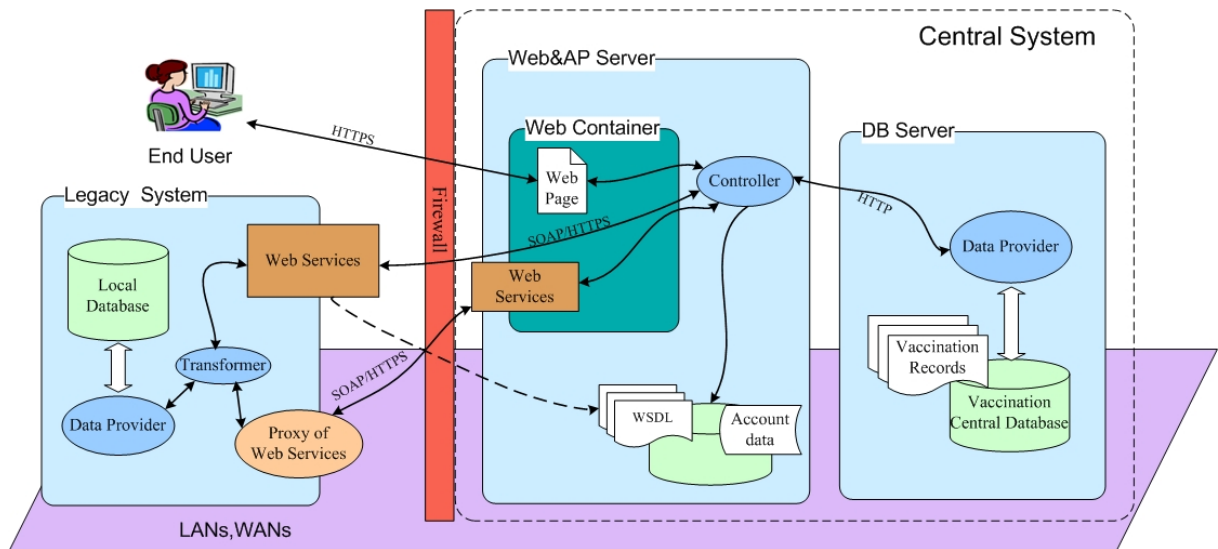 Central System
Web&AP Server
HTTPS
Web Container
DB Server
End User
Web
Page
Controller
Legacy System
Firewall
HTTP
SOAP/HTTPS
Web Services
Data Provider
Web
Services
Local
Database
Vaccination
Records
Transformer
SOAP/HTTPS
Vaccination
Central Database
WSDL
Account
data
Data Provider
Proxy of
Web Services
LANs,WANs